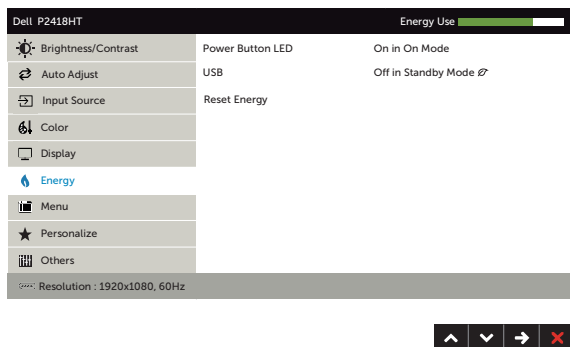 Dell P2418HT Energy Use
Brightness/Contrast Power Button LED On in On Mode
Auto Adjust USB Off in Standby Mode
Input Source Reset Energy
Color
Display
Energy
Menu
Personalize
Others
Resolution : 1920x1080, 60Hz